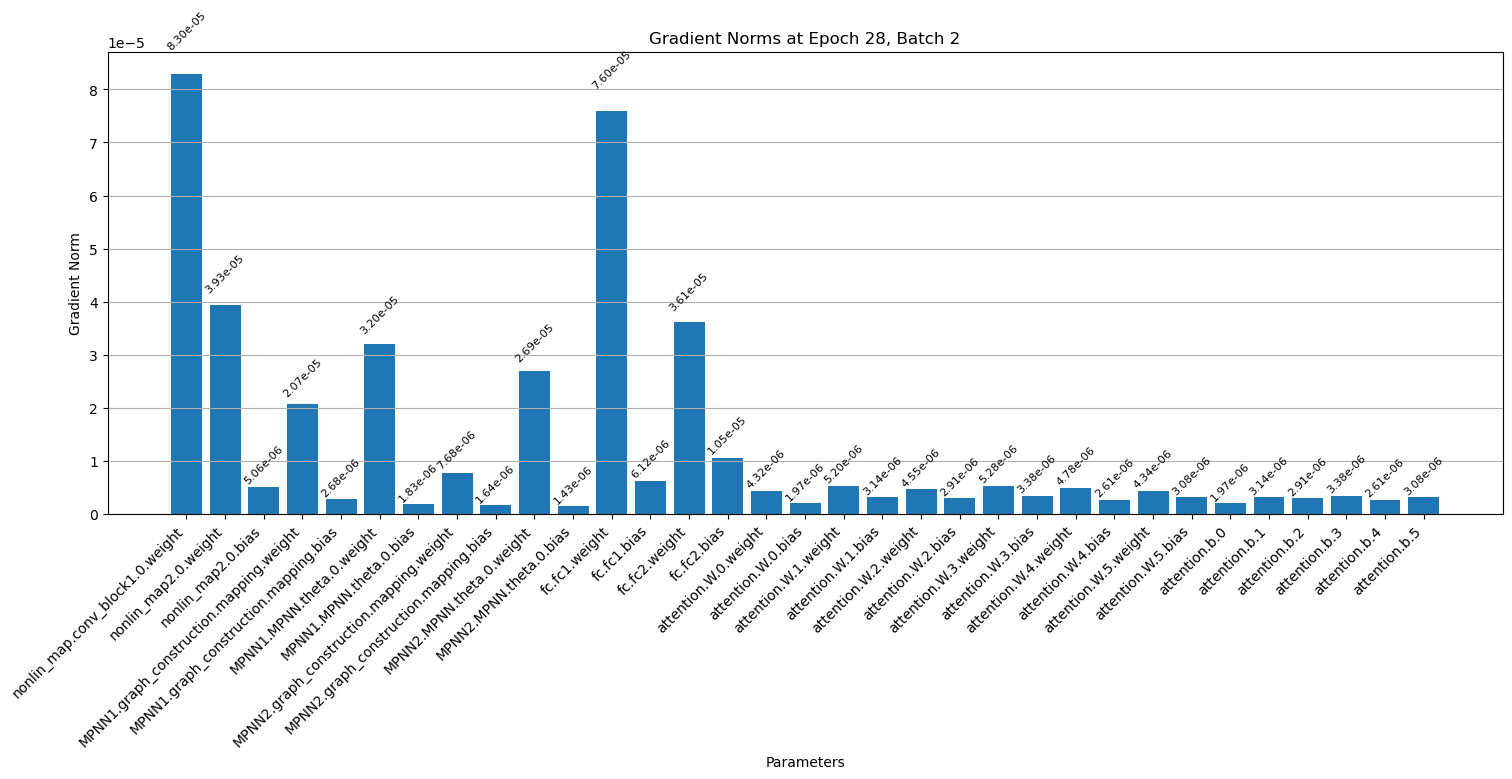 Gradient Norms at Epoch 28, Batch 2
1e−5
8
7
6
5
4
3
2
1
0
Gradient Norm
8.30e-05
3.93e-05
5.06e-06
2.07e-05
2.68e-06
3.20e-05
1.83e-06
7.68e-06
1.64e-06
2.69e-05
1.43e-06
7.60e-05
6.12e-06
3.61e-05
1.05e-05
4.32e-06
1.97e-06
5.20e-06
3.14e-06
4.55e-06
2.91e-06
5.28e-06
3.38e-06
4.78e-06
2.61e-06
4.34e-06
3.08e-06
1.97e-06
3.14e-06
2.91e-06
3.38e-06
2.61e-06
3.08e-06
nonlin_map.conv_block1.0.weight
nonlin_map2.0.weight
nonlin_map2.0.bias
MPNN1.graph_construction.mapping.weight
MPNN1.graph_construction.mapping.bias
MPNN1.MPNN.theta.0.weight
MPNN1.MPNN.theta.0.bias
MPNN2.graph_construction.mapping.weight
MPNN2.graph_construction.mapping.bias
MPNN2.MPNN.theta.0.weight
MPNN2.MPNN.theta.0.bias
fc.fc1.weight
fc.fc1.bias
fc.fc2.weight
fc.fc2.bias
attention.W.0.weight
attention.W.0.bias
attention.W.1.weight
attention.W.1.bias
attention.W.2.weight
attention.W.2.bias
attention.W.3.weight
attention.W.3.bias
attention.W.4.weight
attention.W.4.bias
attention.W.5.weight
attention.W.5.bias
attention.b.0
attention.b.1
attention.b.2
attention.b.3
attention.b.4
attention.b.5
Parameters